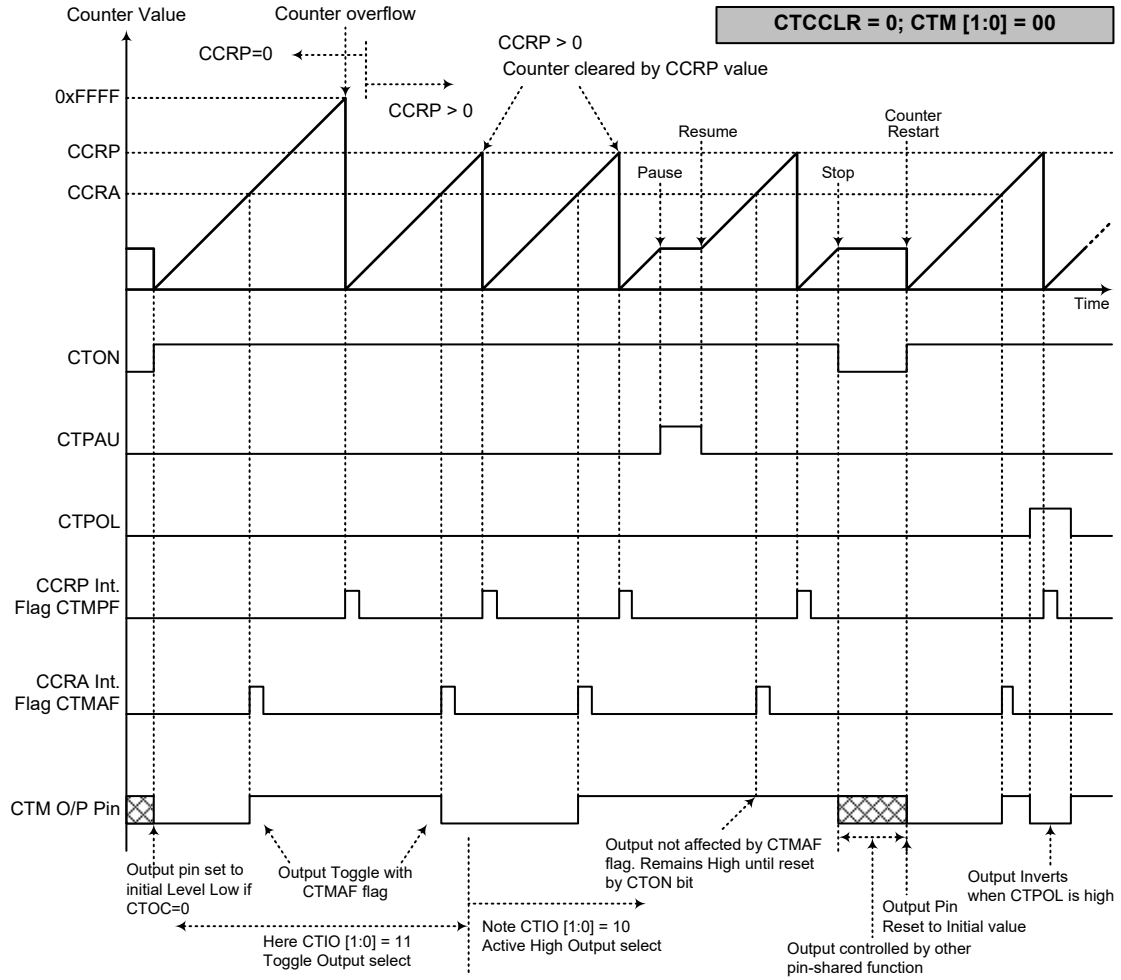 Counter Value
Counter overflow
CTCCLR = 0; CTM [1:0] = 00
CCRP=0
CCRP > 0
CCRP > 0
Counter cleared by CCRP value
0xFFFF
CCRP
CCRA
Pause
Resume
Stop
Counter
Restart
Time
CTON
CTPAU
CTPOL
CCRP Int.
Flag CTMPF
CCRA Int.
Flag CTMAF
CTM O/P Pin
Output pin set to
initial Level Low if
CTOC=0
Output Toggle with
CTMAF flag
Output not affected by CTMAF
flag. Remains High until reset
by CTON bit
Output Inverts
when CTPOL is high
Output Pin
Reset to Initial value
Here CTIO [1:0] = 11
Toggle Output select
Note CTIO [1:0] = 10
Active High Output select
Output controlled by other
pin-shared function